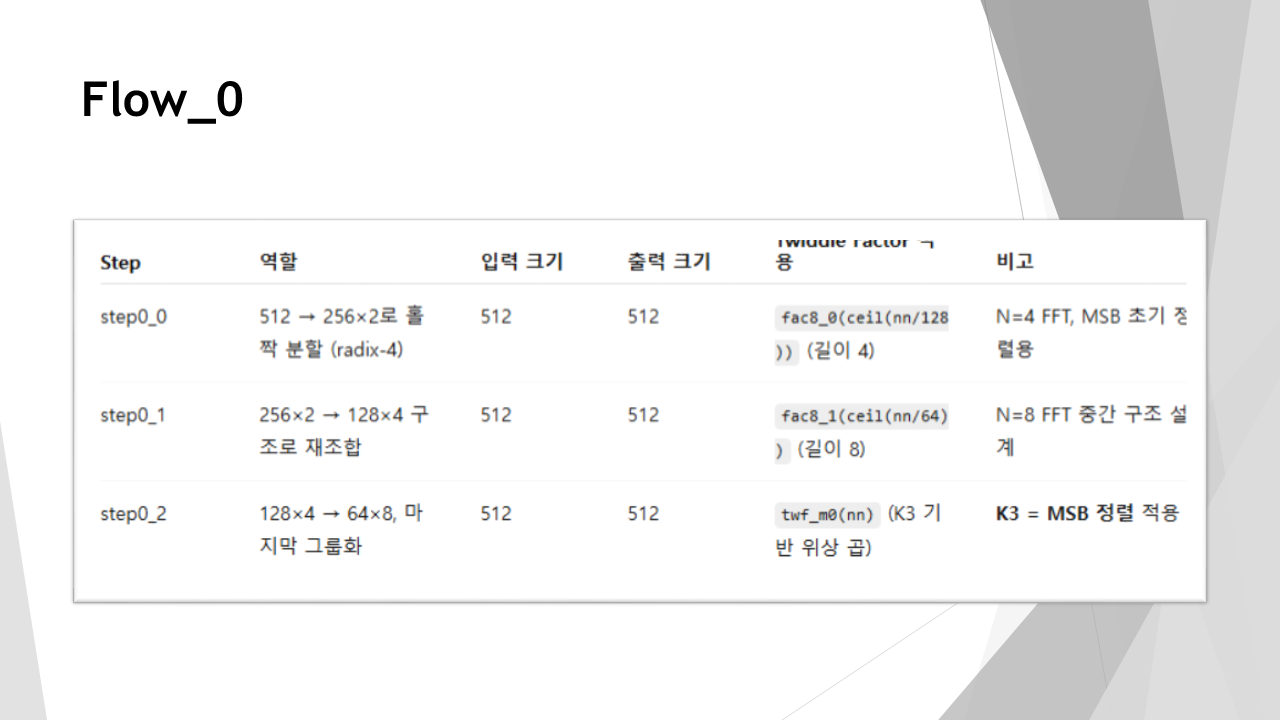 Flow_0
Step 역할 입력 크기 출력 크기 Twiddle Factor 적용 비고
step0_0 512 → 256×2로 홀 512 512 fac8_0(ceil(nn/128 N=4 FFT, MSB 초기 정
짝 분할 (radix-4) )) (길이 4) 렬용
step0_1 256×2 → 128×4 구 512 512 fac8_1(ceil(nn/64) N=8 FFT 중간 구조 설
조로 재조합 ) (길이 8) 계
step0_2 128×4 → 64×8, 마 512 512 twf_m0(nn) (K3 기 K3 = MSB 정렬 적용
지막 그룹화 반 위상 곱)